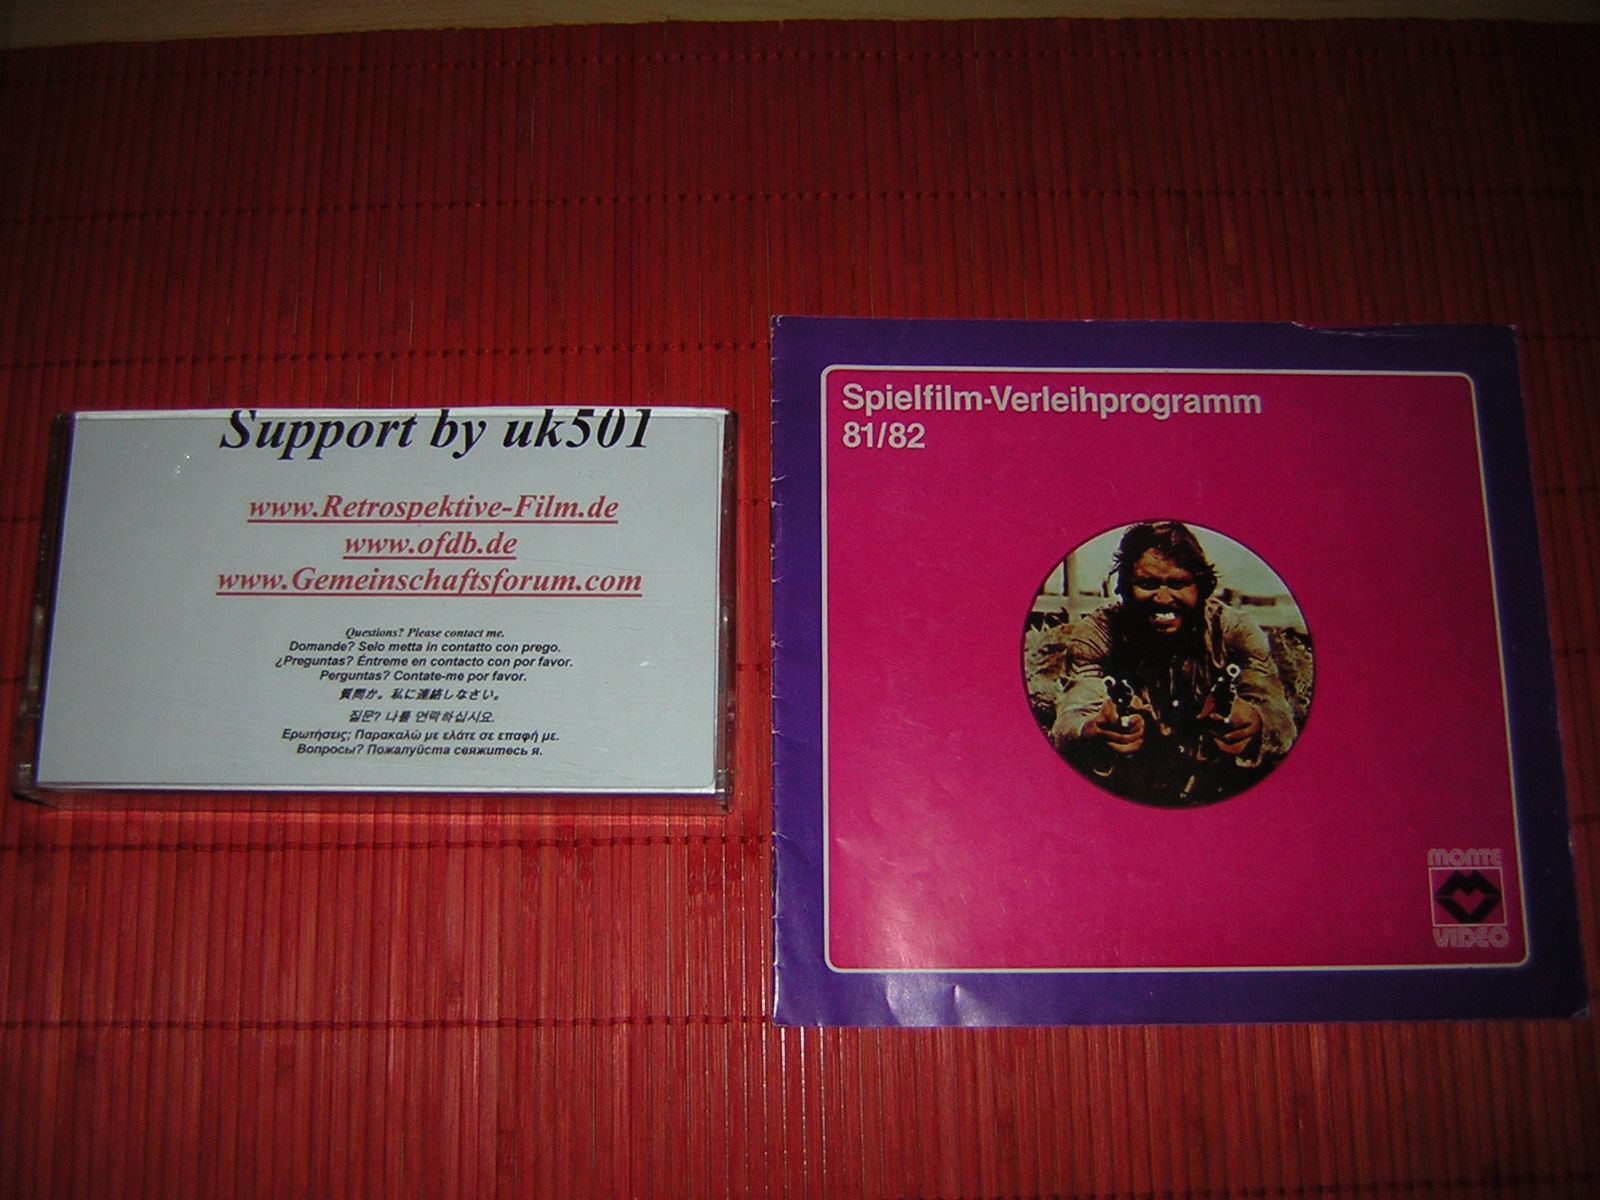 Support by uk501
www.Retrospektive-Film.de
www.ofdb.de
www.Gemeinschaftsforum.com
Questions? Please contact me.
Domande? Selo metta in contatto con prego.
¿Preguntas? Éntreme en contacto con por favor.
Perguntas? Contate-me por favor.
質問か。私に連絡しなさい。
질문? 나를 연락하십시요.
Ερωτήσεις; Παρακαλώ με ελάτε σε επαφή με.
Вопросы? Пожалуйста свяжитесь я.
Spielfilm-Verleihprogramm
81/82
MONTE
VIDEO